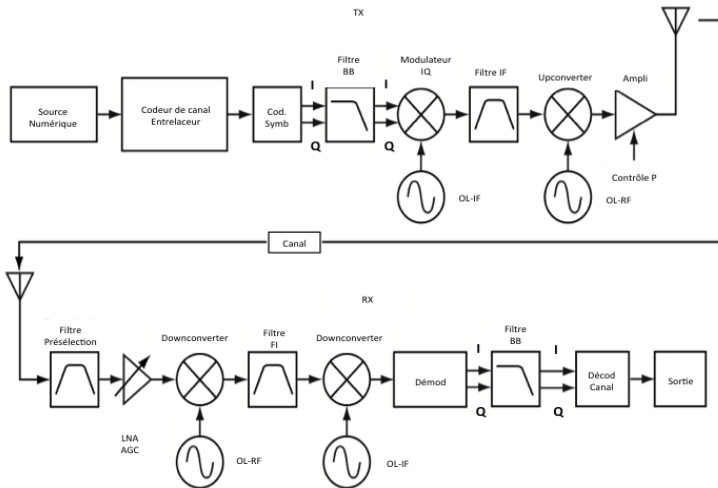 TX
Source
Numérique
Codeur de canal
Entrelaceur
Cod.
Symb
I
Q
Filtre
BB
I
Q
Modulateur
IQ
OL-IF
Filtre IF
Upconverter
OL-RF
Ampli
Contrôle P
Canal
RX
Filtre
Présélection
LNA
AGC
Downconverter
OL-RF
Filtre
FI
Downconverter
OL-IF
Démod
I
Q
Filtre
BB
I
Q
Décod
Canal
Sortie